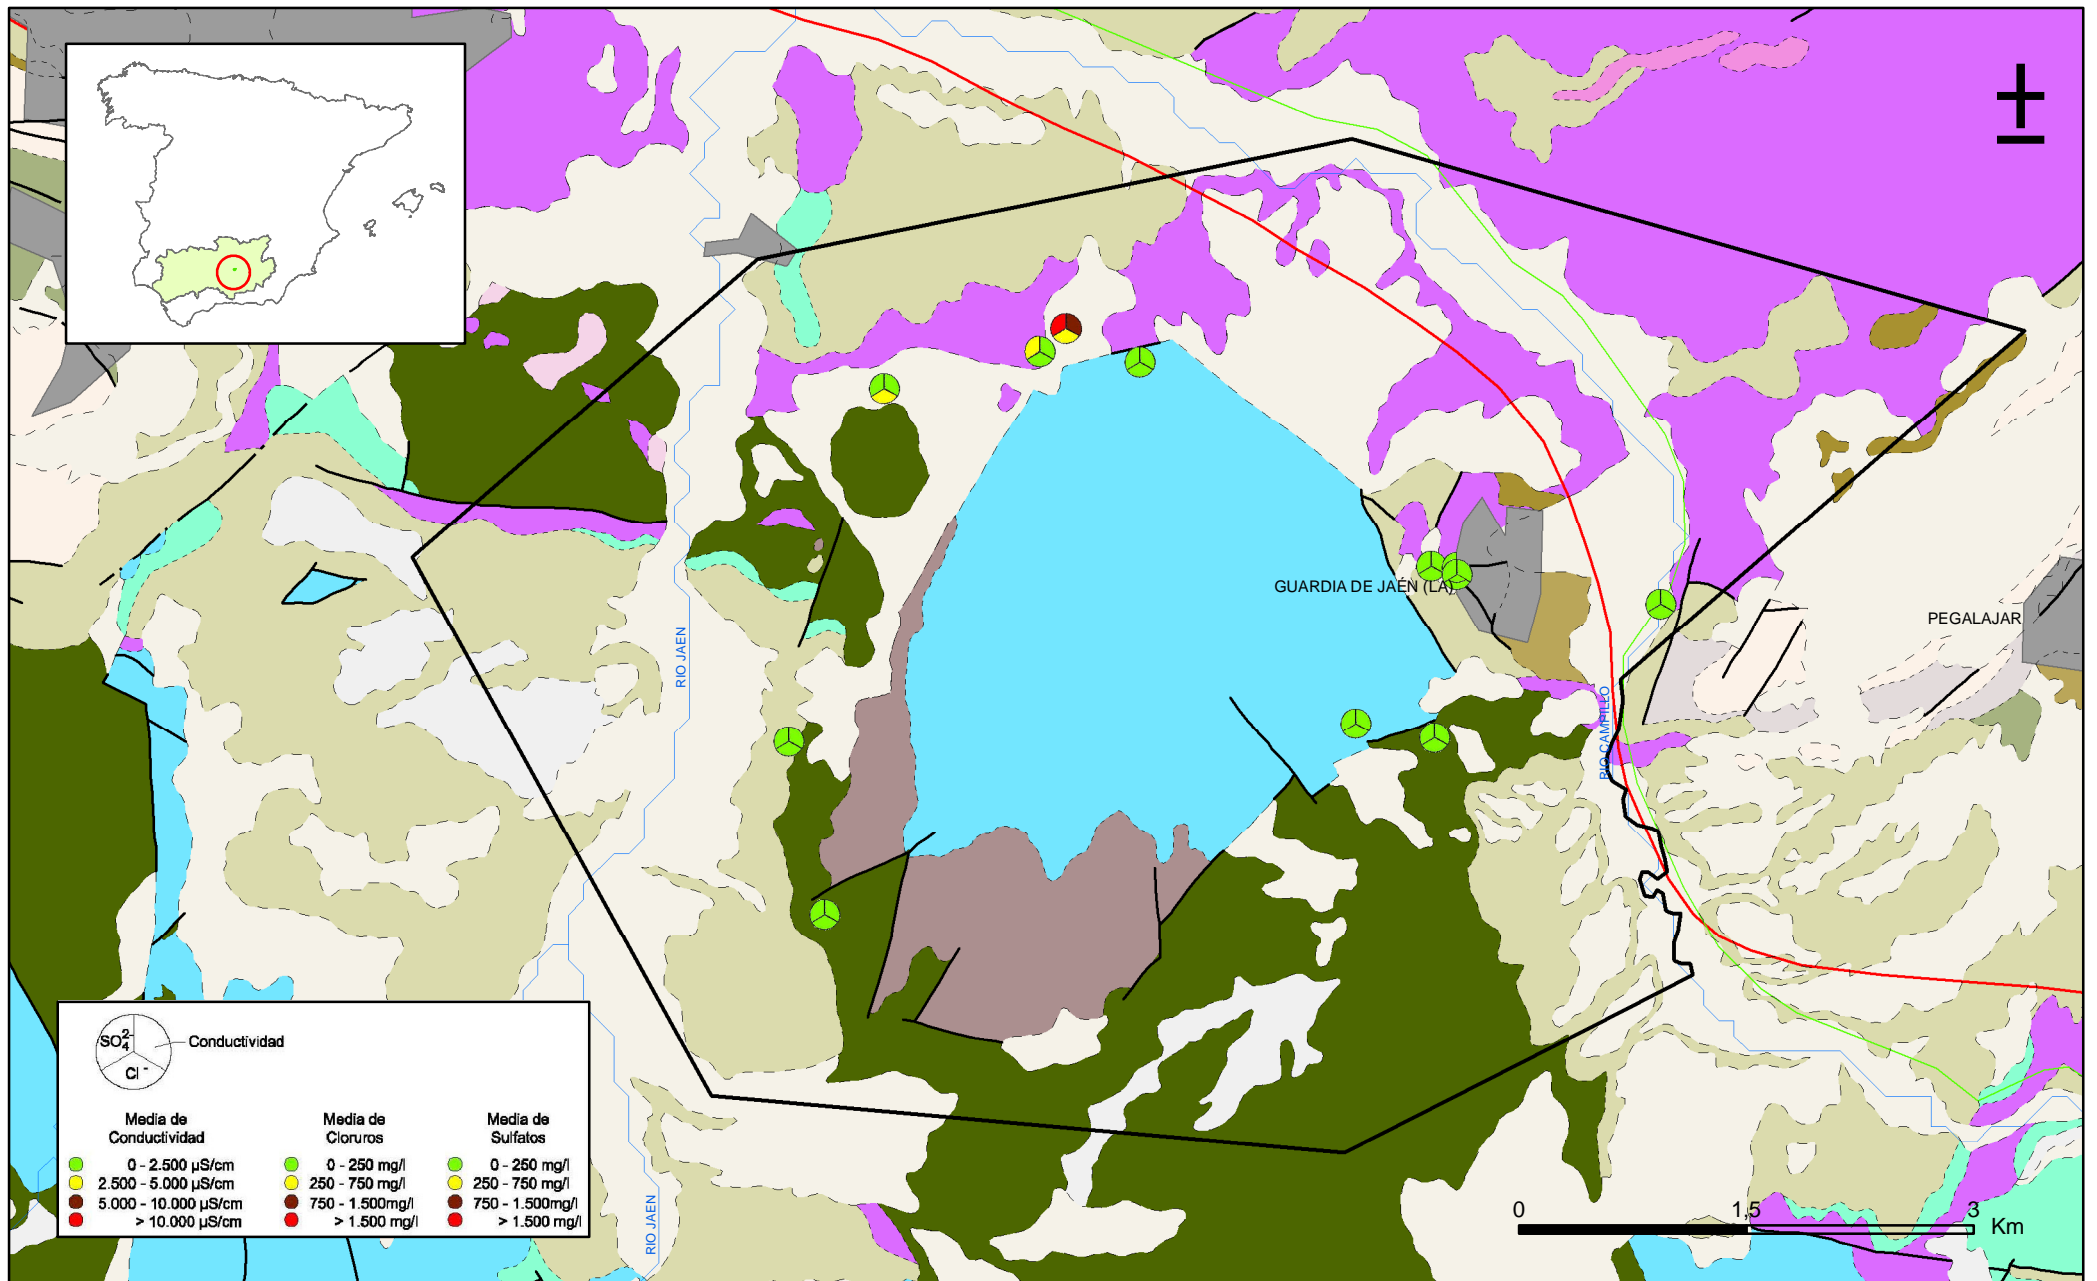 GUARDIA DE JAÉN (LA)
PEGALAJAR
RIO JAEN
RIO CAMPILLO
RIO JAEN
SO₄²⁻
Conductividad
Cl⁻
Media de
Conductividad
0 - 2.500 µS/cm
2.500 - 5.000 µS/cm
5.000 - 10.000 µS/cm
> 10.000 µS/cm
Media de
Cloruros
0 - 250 mg/l
250 - 750 mg/l
750 - 1.500mg/l
> 1.500 mg/l
Media de
Sulfatos
0 - 250 mg/l
250 - 750 mg/l
750 - 1.500mg/l
> 1.500 mg/l
0 1,5 3
Km